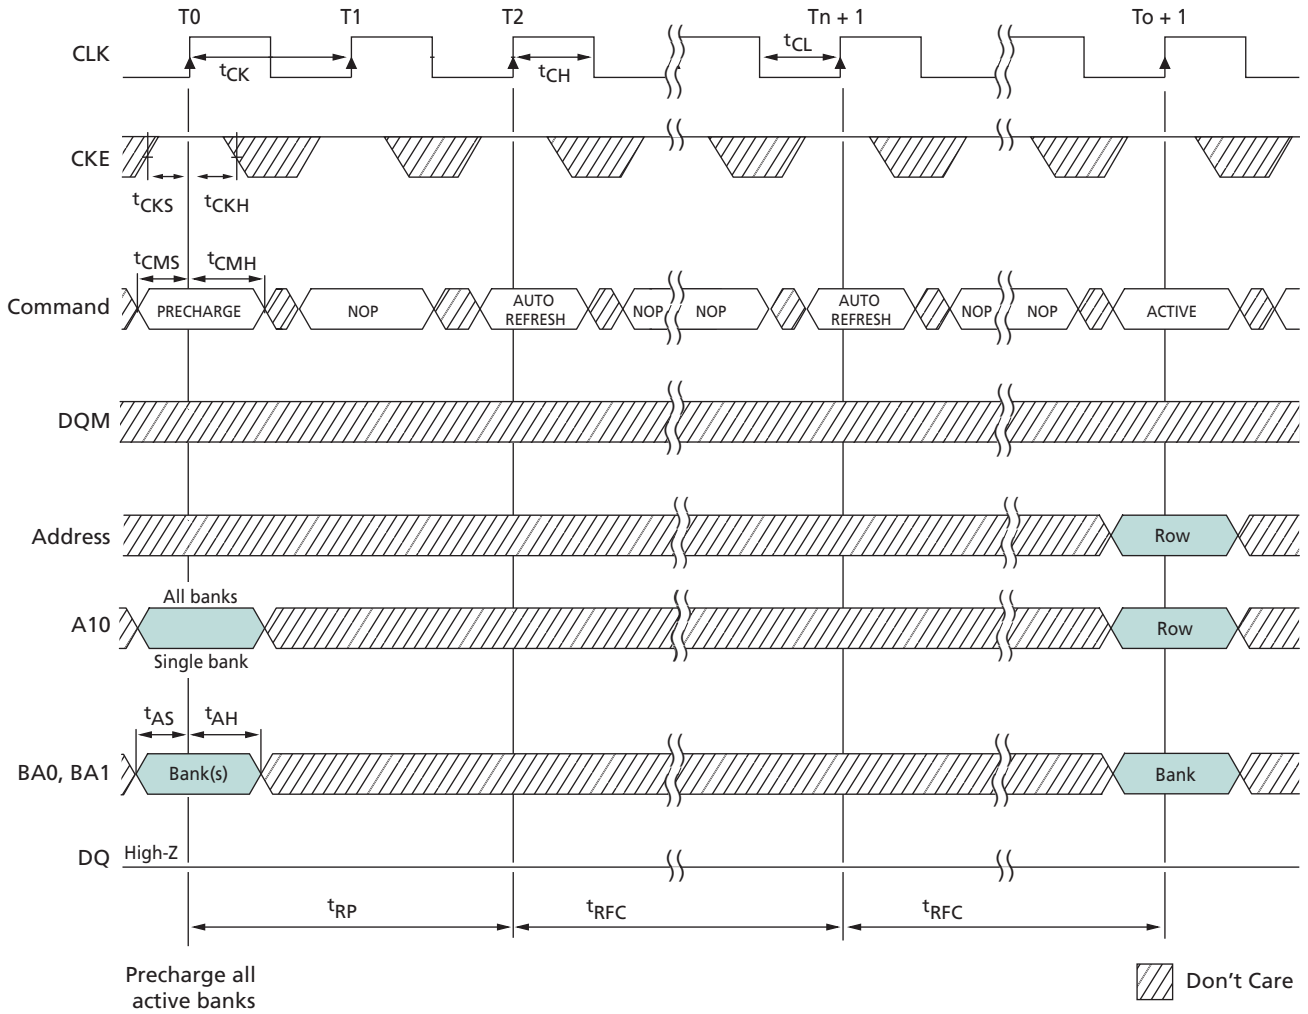 T0 T1 T2 Tn + 1 To + 1
CLK
tCK tCH tCL
CKE
tCKS tCKH
tCMS tCMH
Command
PRECHARGE NOP AUTO REFRESH NOP NOP AUTO REFRESH NOP NOP ACTIVE
DQM
Address Row
All banks
A10 Row
Single bank
tAS tAH
BA0, BA1 Bank(s) Bank
DQ High-Z
tRP tRFC tRFC
Precharge all
active banks
Don't Care